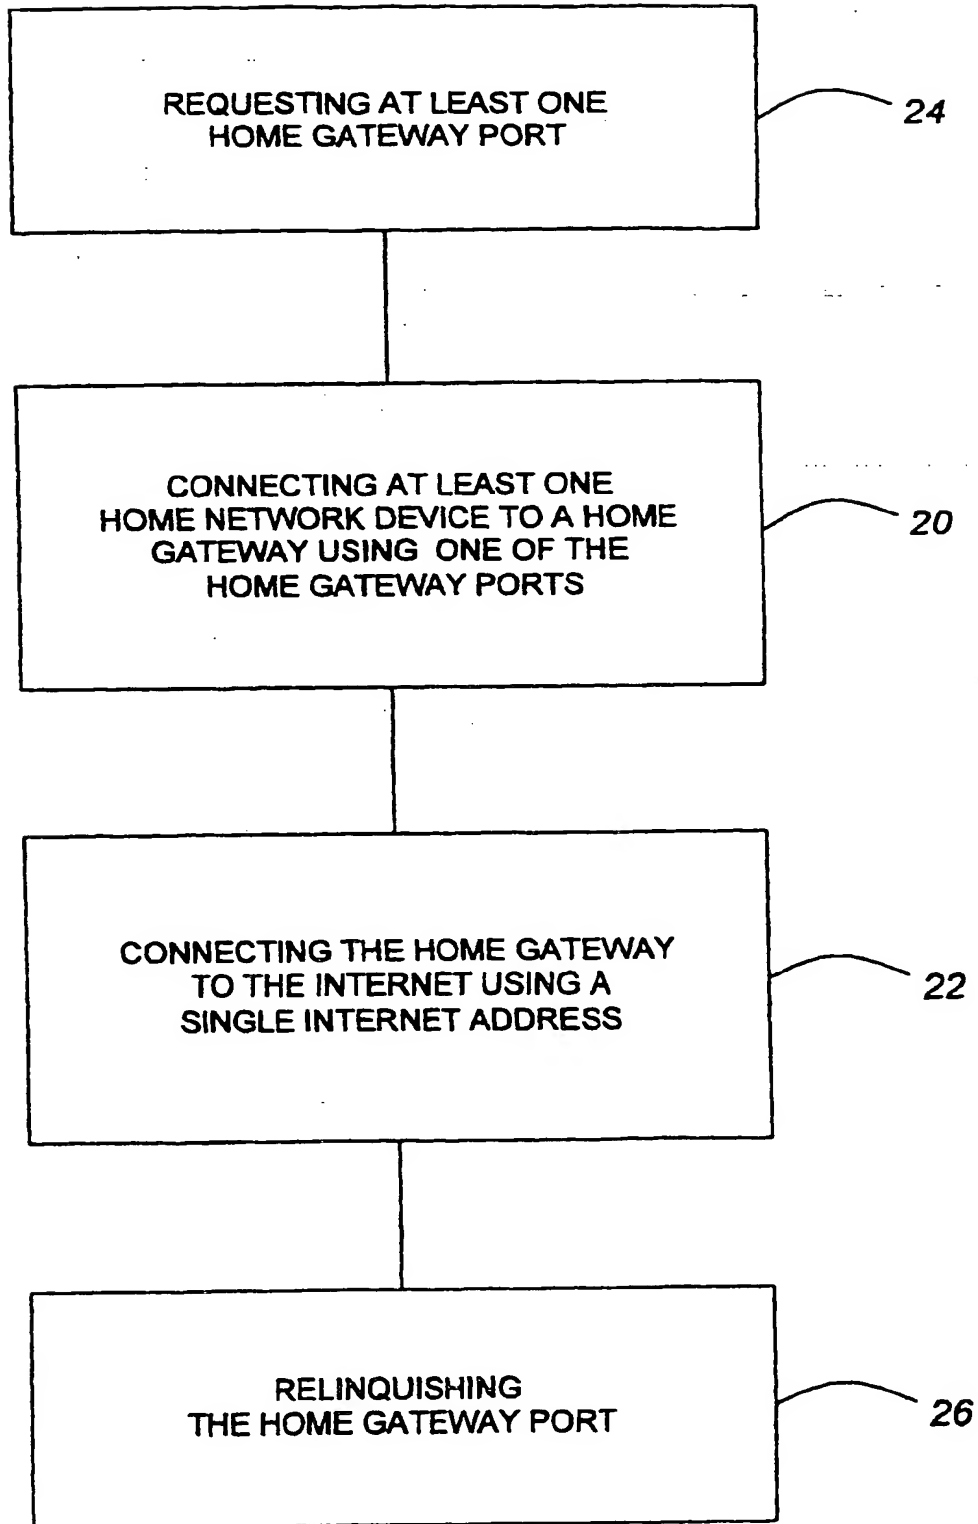 REQUESTING AT LEAST ONE
HOME GATEWAY PORT
24
CONNECTING AT LEAST ONE
HOME NETWORK DEVICE TO A HOME
GATEWAY USING ONE OF THE
HOME GATEWAY PORTS
20
CONNECTING THE HOME GATEWAY
TO THE INTERNET USING A
SINGLE INTERNET ADDRESS
22
RELINQUISHING
THE HOME GATEWAY PORT
26